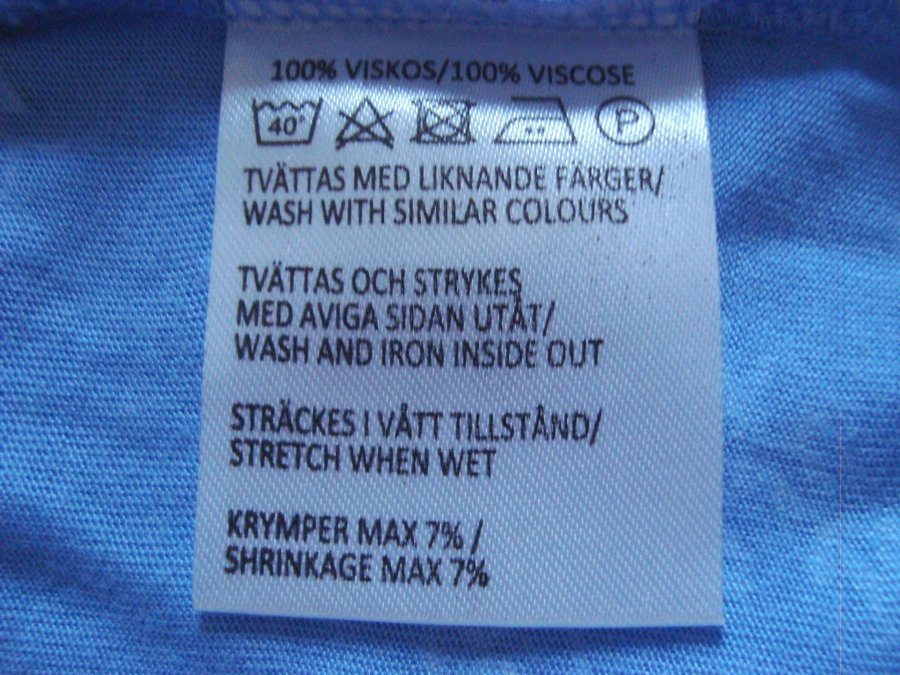 100% VISKOS/100% VISCOSE
40° P
TVÄTTAS MED LIKNANDE FÄRGER/
WASH WITH SIMILAR COLOURS
TVÄTTAS OCH STRYKES
MED AVIGA SIDAN UTÅT/
WASH AND IRON INSIDE OUT
STRÄCKES I VÅTT TILLSTÅND/
STRETCH WHEN WET
KRYMPER MAX 7% /
SHRINKAGE MAX 7%